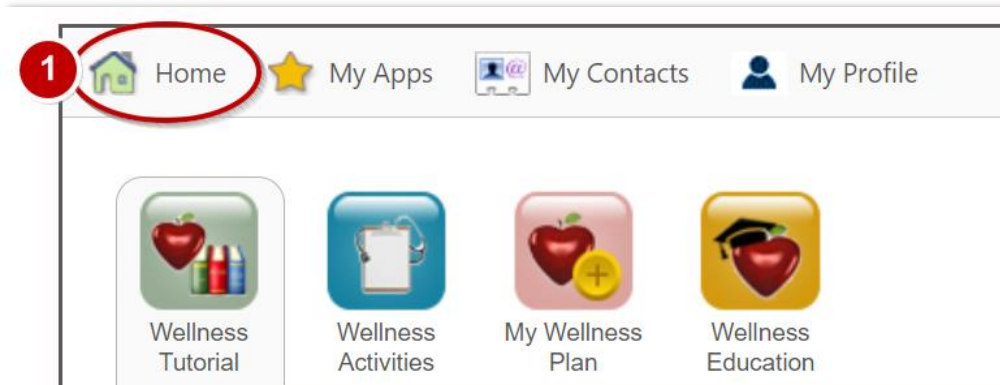 1 Home My Apps @ My Contacts My Profile
Wellness Wellness My Wellness Wellness
Tutorial Activities Plan Education